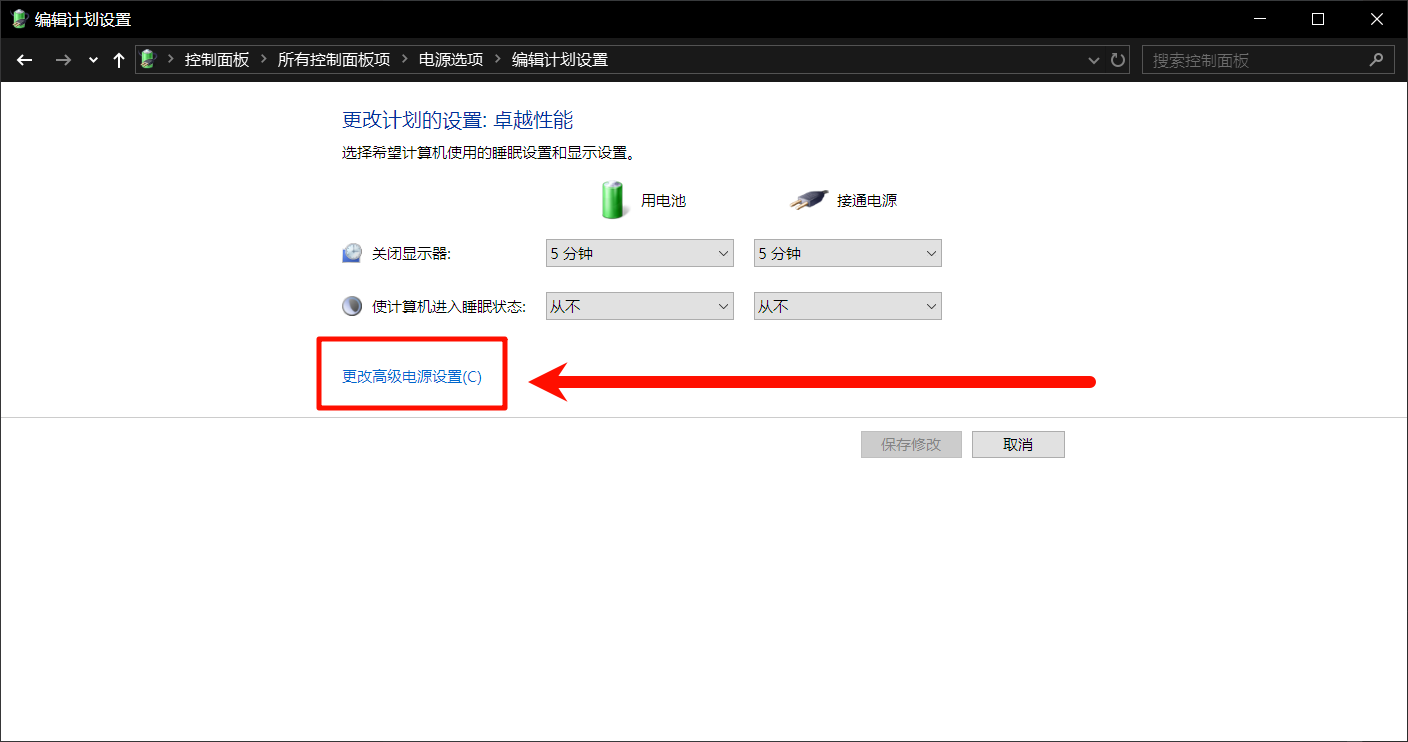 编辑计划设置
控制面板 > 所有控制面板项 > 电源选项 > 编辑计划设置
搜索控制面板
更改计划的设置: 卓越性能
选择希望计算机使用的睡眠设置和显示设置。
用电池 接通电源
关闭显示器: 5 分钟 5 分钟
使计算机进入睡眠状态: 从不 从不
更改高级电源设置(C)
保存修改 取消